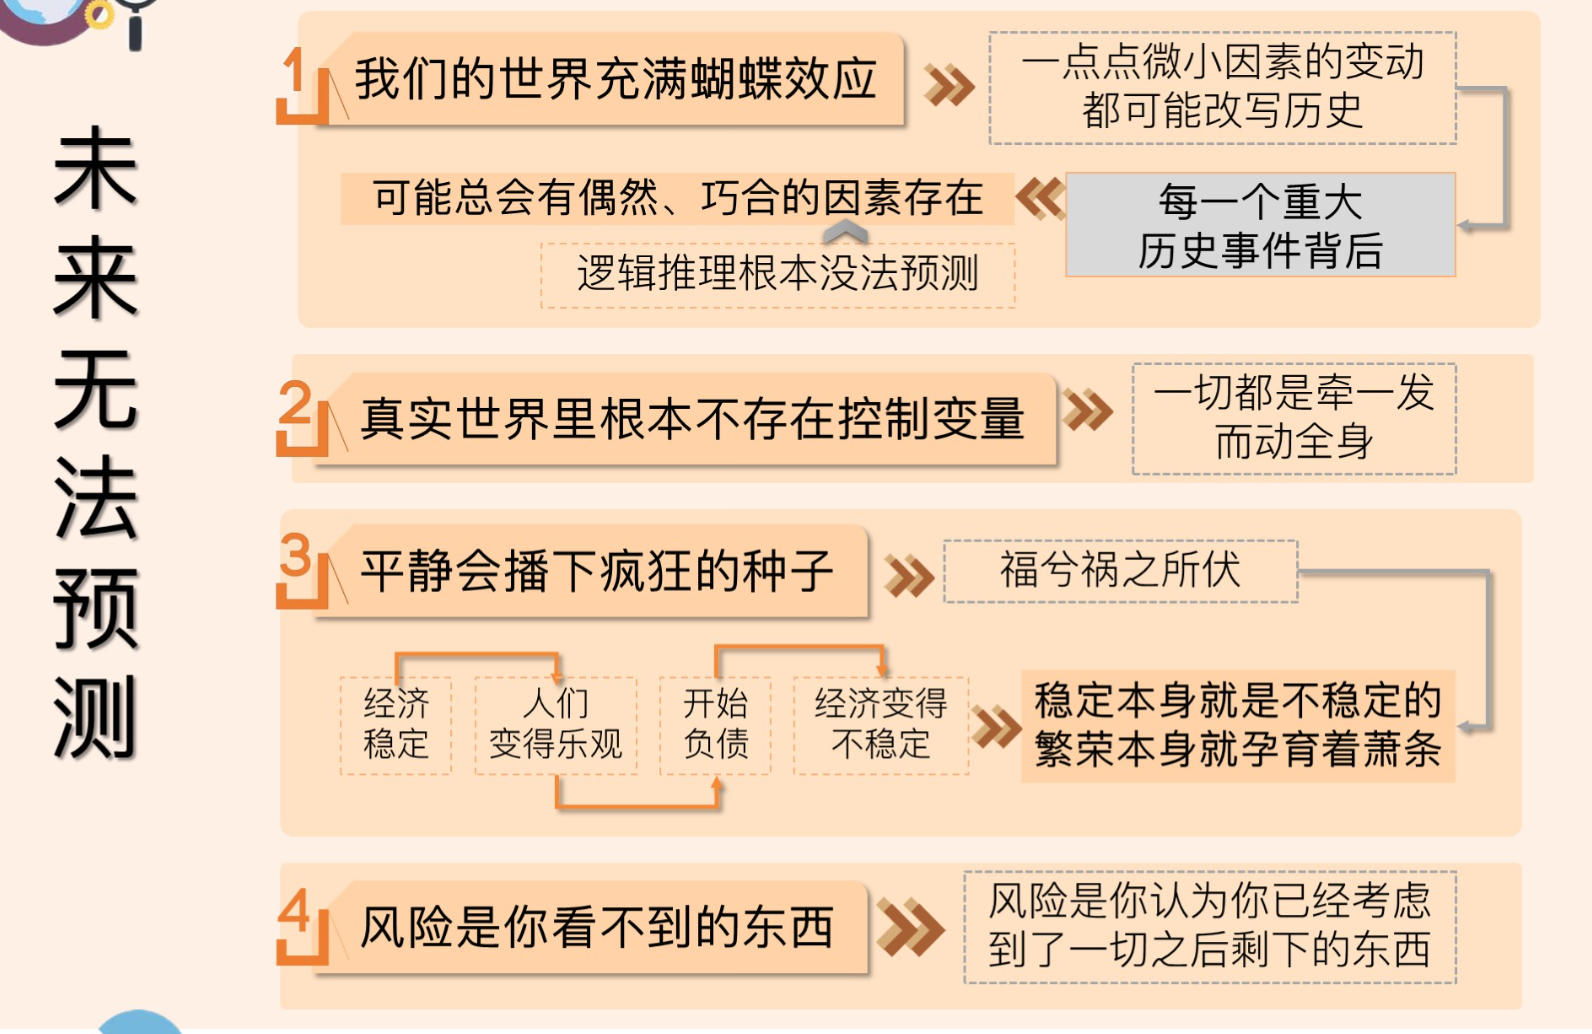 未来无法预测
1
我们的世界充满蝴蝶效应
一点点微小因素的变动
都可能改写历史
每一个重大
历史事件背后
可能总会有偶然、巧合的因素存在
逻辑推理根本没法预测
2
真实世界里根本不存在控制变量
一切都是牵一发
而动全身
3
平静会播下疯狂的种子
福兮祸之所伏
经济
稳定
人们
变得乐观
开始
负债
经济变得
不稳定
稳定本身就是不稳定的
繁荣本身就孕育着萧条
4
风险是你看不到的东西
风险是你认为你已经考虑
到了一切之后剩下的东西